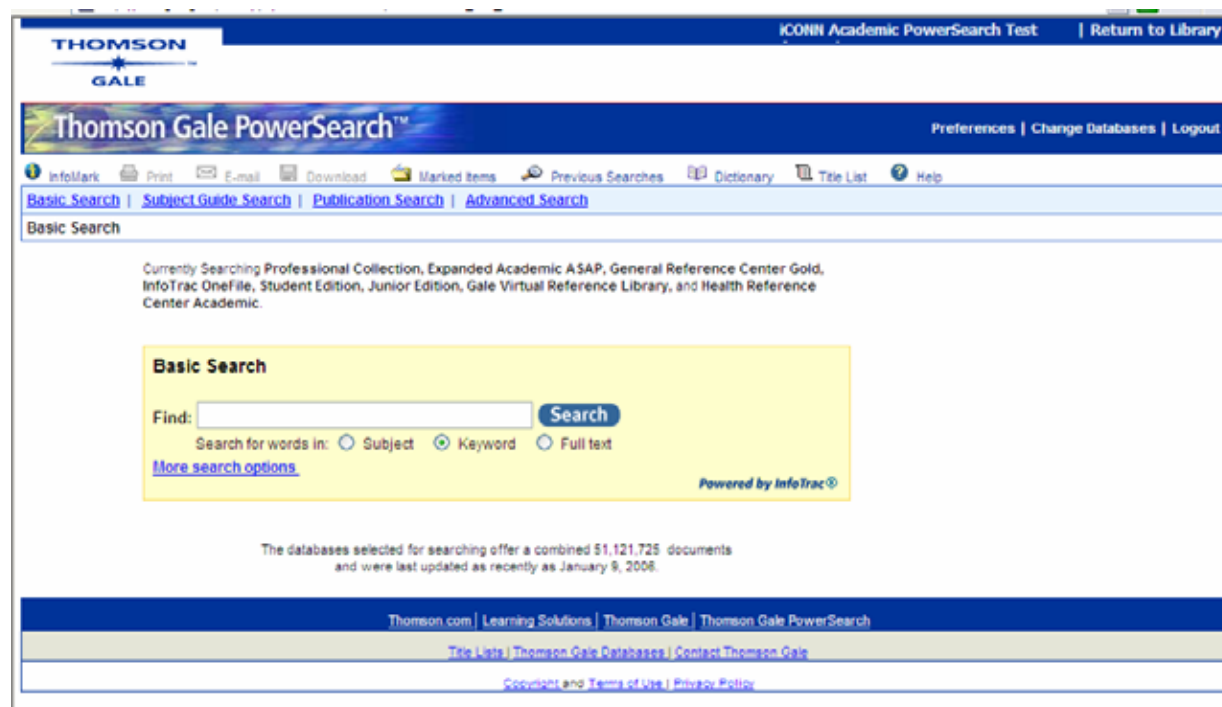 iCONN Academic PowerSearch Test | Return to Library
THOMSON
GALE
Thomson Gale PowerSearch™
Preferences | Change Databases | Logout
InfoMark Print E-mail Download Marked Items Previous Searches Dictionary Title List Help
Basic Search | Subject Guide Search | Publication Search | Advanced Search
Basic Search
Currently Searching Professional Collection, Expanded Academic ASAP, General Reference Center Gold,
InfoTrac OneFile, Student Edition, Junior Edition, Gale Virtual Reference Library, and Health Reference
Center Academic.
Basic Search
Find: Search
Search for words in: Subject Keyword Full text
More search options
Powered by InfoTrac®
The databases selected for searching offer a combined 51,121,725 documents
and were last updated as recently as January 9, 2006.
Thomson.com | Learning Solutions | Thomson Gale | Thomson Gale PowerSearch
Title Lists | Thomson Gale Databases | Contact Thomson Gale
Copyright and Terms of Use | Privacy Policy